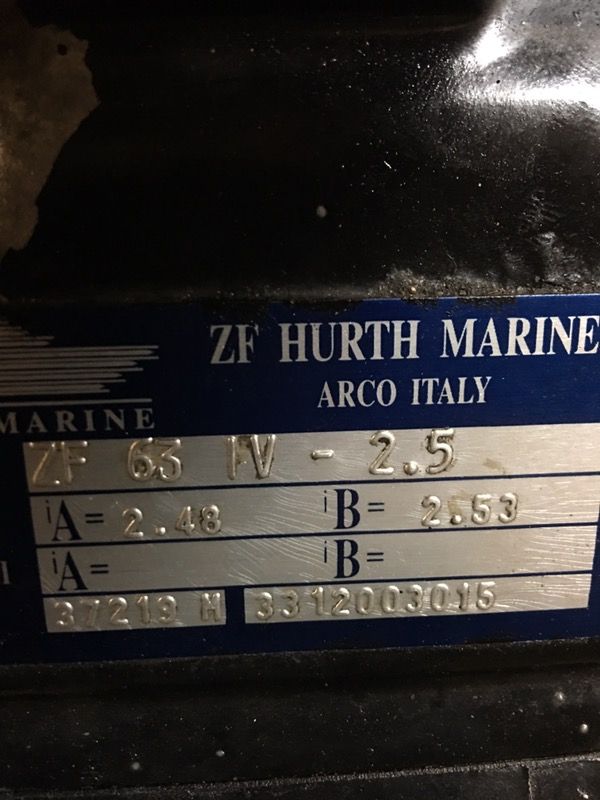 ZF HURTH MARINE
ARCO ITALY
MARINE
ZF 63 IV - 2.5
iA= 2.48 iB= 2.53
iA= iB=
37219 M 3312003015